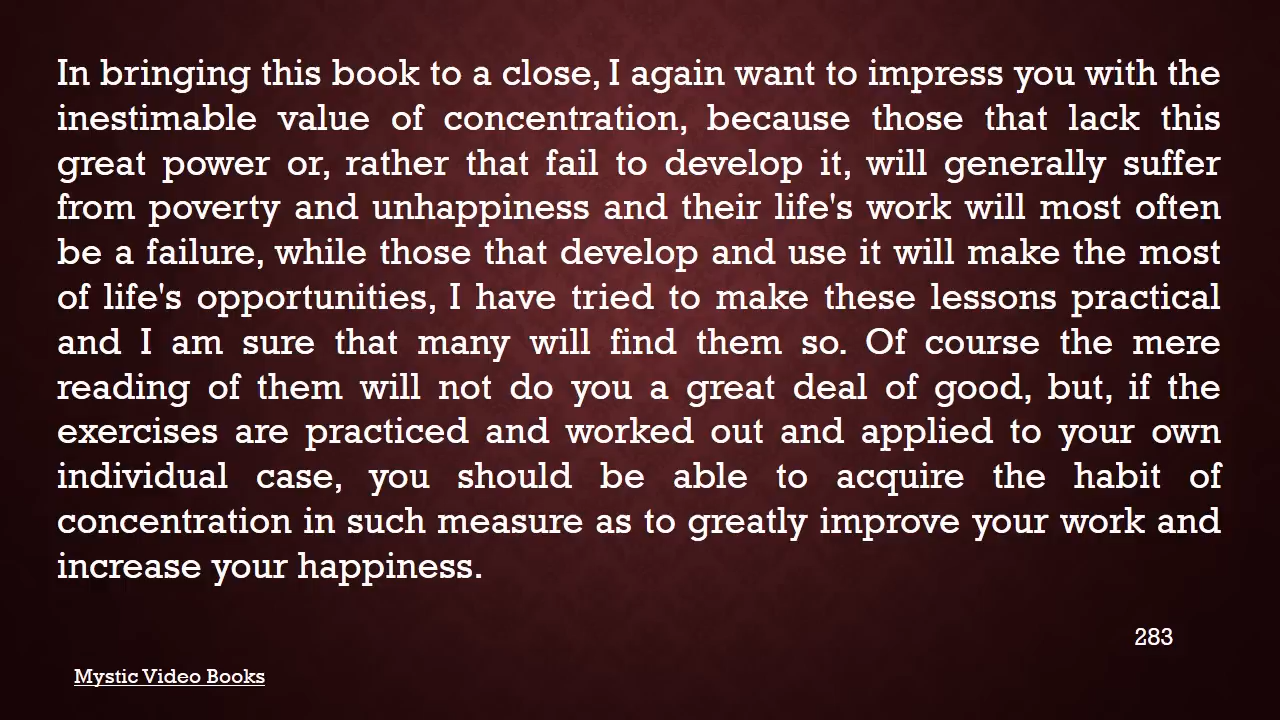 In bringing this book to a close, I again want to impress you with the
inestimable value of concentration, because those that lack this
great power or, rather that fail to develop it, will generally suffer
from poverty and unhappiness and their life's work will most often
be a failure, while those that develop and use it will make the most
of life's opportunities, I have tried to make these lessons practical
and I am sure that many will find them so. Of course the mere
reading of them will not do you a great deal of good, but, if the
exercises are practiced and worked out and applied to your own
individual case, you should be able to acquire the habit of
concentration in such measure as to greatly improve your work and
increase your happiness.
283
Mystic Video Books